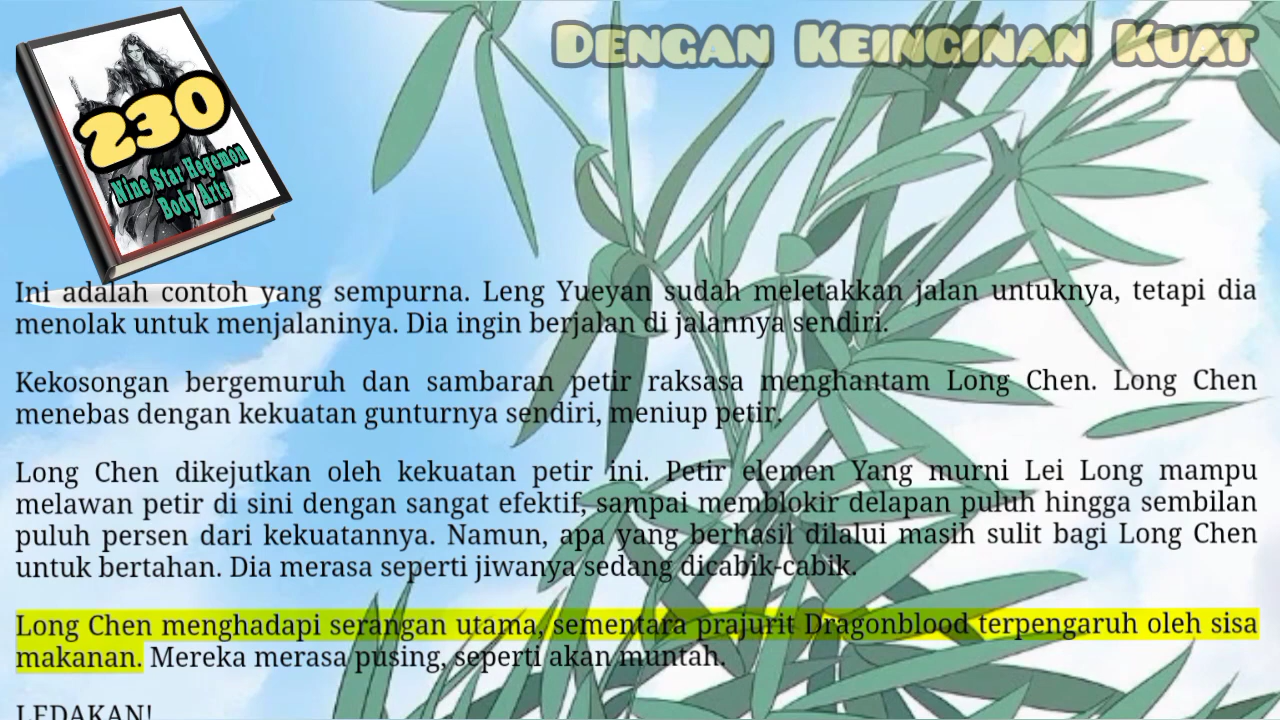 Dengan Keinginan Kuat
230
Nine Star Hegemon
Body Arts
Ini adalah contoh yang sempurna. Leng Yueyan sudah meletakkan jalan untuknya, tetapi dia
menolak untuk menjalaninya. Dia ingin berjalan di jalannya sendiri.
Kekosongan bergemuruh dan sambaran petir raksasa menghantam Long Chen. Long Chen
menebas dengan kekuatan gunturnya sendiri, meniup petir.
Long Chen dikejutkan oleh kekuatan petir ini. Petir elemen Yang murni Lei Long mampu
melawan petir di sini dengan sangat efektif, sampai memblokir delapan puluh hingga sembilan
puluh persen dari kekuatannya. Namun, apa yang berhasil dilalui masih sulit bagi Long Chen
untuk bertahan. Dia merasa seperti jiwanya sedang dicabik-cabik.
Long Chen menghadapi serangan utama, sementara prajurit Dragonblood terpengaruh oleh sisa
makanan. Mereka merasa pusing, seperti akan muntah.
LEDAKAN!